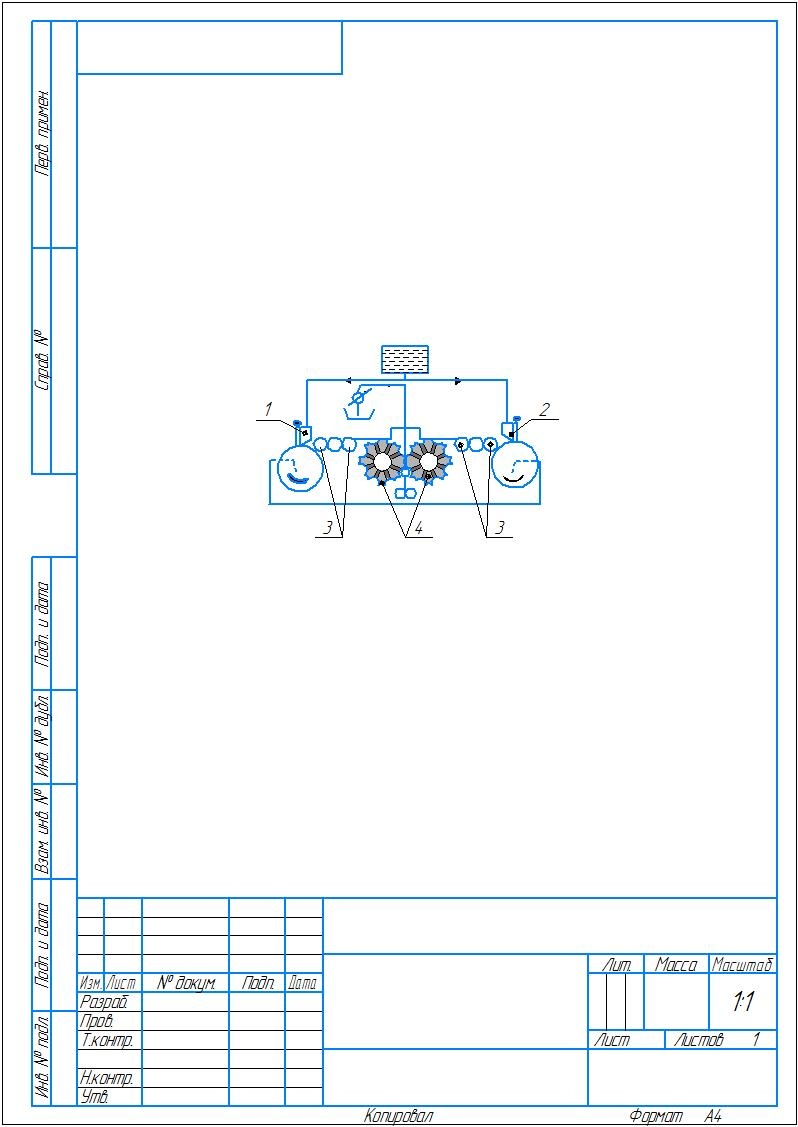 Перв. примен.
Справ. №
Подп. и дата
Инв. № дубл.
Взам. инв. №
Подп. и дата
Инв. № подл.
1
2
3
4
3
Изм. Лист № докум. Подп. Дата
Разраб.
Пров.
Т.контр.
Н.контр.
Утв.
Лит. Масса Масштаб
1:1
Лист Листов 1
Копировал Формат А4